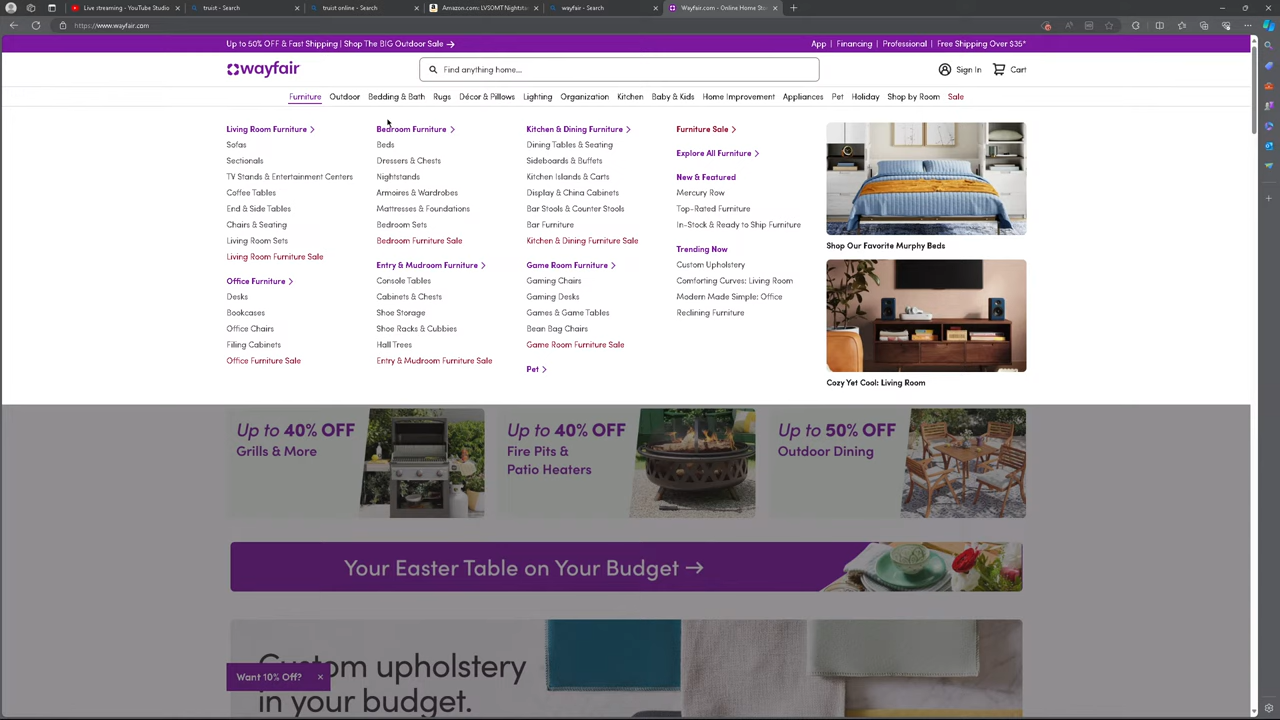 Live streaming - YouTube Studio
truist - Search
truist online - Search
Amazon.com: LVSOMT Nightsta
wayfair - Search
Wayfair.com - Online Home Sto
https://www.wayfair.com
Up to 50% OFF & Fast Shipping | Shop The BIG Outdoor Sale →
App | Financing | Professional | Free Shipping Over $35*
wayfair
Find anything home...
Sign In
Cart
Furniture
Outdoor
Bedding & Bath
Rugs
Décor & Pillows
Lighting
Organization
Kitchen
Baby & Kids
Home Improvement
Appliances
Pet
Holiday
Shop by Room
Sale
Living Room Furniture >
Sofas
Sectionals
TV Stands & Entertainment Centers
Coffee Tables
End & Side Tables
Chairs & Seating
Living Room Sets
Living Room Furniture Sale
Office Furniture >
Desks
Bookcases
Office Chairs
Filing Cabinets
Office Furniture Sale
Bedroom Furniture >
Beds
Dressers & Chests
Nightstands
Armoires & Wardrobes
Mattresses & Foundations
Bedroom Sets
Bedroom Furniture Sale
Entry & Mudroom Furniture >
Console Tables
Cabinets & Chests
Shoe Storage
Shoe Racks & Cubbies
Hall Trees
Entry & Mudroom Furniture Sale
Kitchen & Dining Furniture >
Dining Tables & Seating
Sideboards & Buffets
Kitchen Islands & Carts
Display & China Cabinets
Bar Stools & Counter Stools
Bar Furniture
Kitchen & Dining Furniture Sale
Game Room Furniture >
Gaming Chairs
Gaming Desks
Games & Game Tables
Bean Bag Chairs
Game Room Furniture Sale
Pet >
Furniture Sale >
Explore All Furniture >
New & Featured
Mercury Row
Top-Rated Furniture
In-Stock & Ready to Ship Furniture
Trending Now
Custom Upholstery
Comforting Curves: Living Room
Modern Made Simple: Office
Reclining Furniture
Shop Our Favorite Murphy Beds
Cozy Yet Cool: Living Room
Up to 40% OFF
Grills & More
Up to 40% OFF
Fire Pits &
Patio Heaters
Up to 50% OFF
Outdoor Dining
Your Easter Table on Your Budget →
Custom upholstery
in your budget.
Want 10% Off? ×